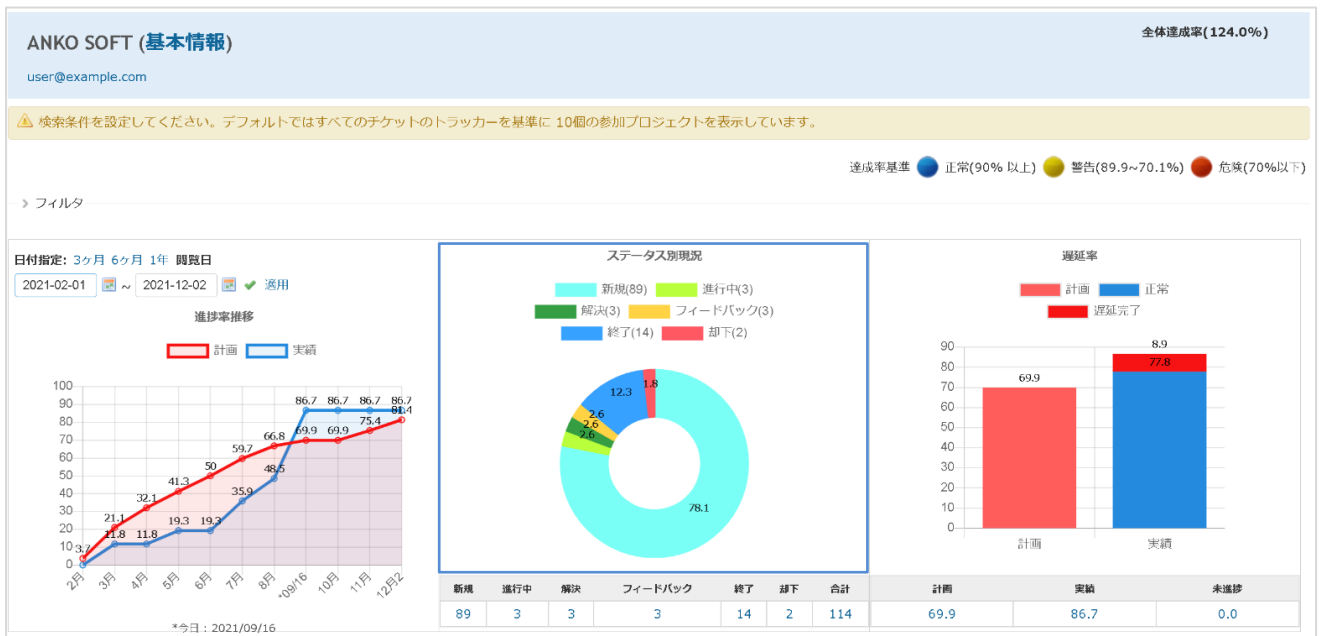 ANKO SOFT (基本情報)
全体達成率(124.0%)
user@example.com
検索条件を設定してください。デフォルトではすべてのチケットのトラッカーを基準に 10個の参加プロジェクトを表示しています。
達成率基準 正常(90% 以上) 警告(89.9~70.1%) 危険(70%以下)
フィルタ
日付指定: 3ヶ月 6ヶ月 1年 閲覧日
2021-02-01 ~ 2021-12-02 適用
進捗率推移
計画 実績
100
90
80
70
60
50
40
30
20
10
0
3.7 21.1 32.1 41.3 50 59.7 66.8 69.9 69.9 75.4 81.4
11.8 11.8 19.3 19.3 35.9 48.5 86.7 86.7 86.7 86.7
2月 3月 4月 5月 6月 7月 8月 *09/16 10月 11月 12月2
*今日 : 2021/09/16
ステータス別現況
新規(89) 進行中(3)
解決(3) フィードバック(3)
終了(14) 却下(2)
1.8
12.3
2.6
2.6
2.6
78.1
新規 進行中 解決 フィードバック 終了 却下 合計
89 3 3 3 14 2 114
遅延率
計画 正常
遅延完了
90
80
70
60
50
40
30
20
10
0
69.9
8.9
77.8
計画 実績
計画 実績 未進捗
69.9 86.7 0.0